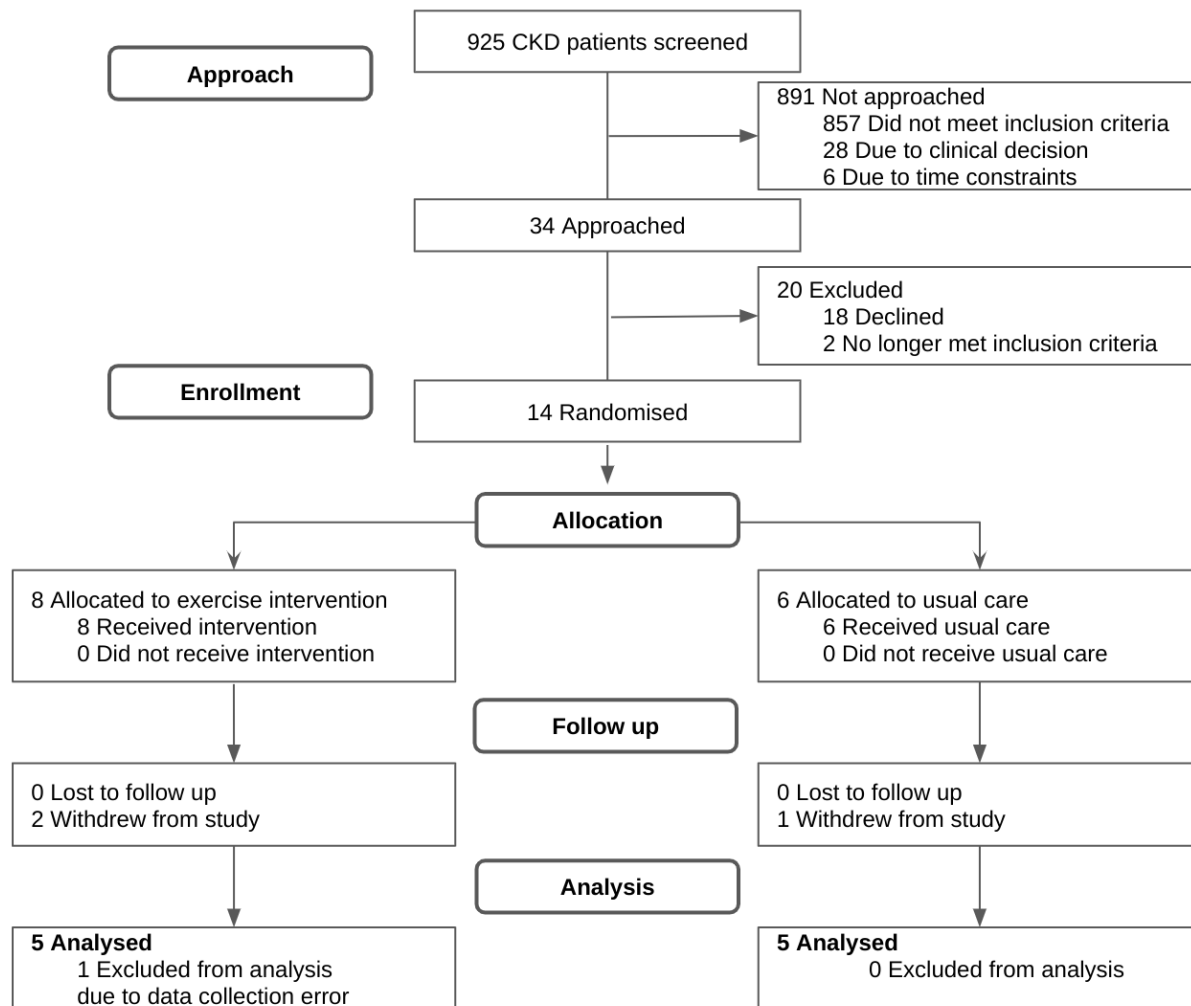 925 CKD patients screened
Approach
891 Not approached
857 Did not meet inclusion criteria
28 Due to clinical decision
6 Due to time constraints
34 Approached
20 Excluded
18 Declined
2 No longer met inclusion criteria
Enrollment
14 Randomised
Allocation
8 Allocated to exercise intervention
8 Received intervention
0 Did not receive intervention
6 Allocated to usual care
6 Received usual care
0 Did not receive usual care
Follow up
0 Lost to follow up
2 Withdrew from study
0 Lost to follow up
1 Withdrew from study
Analysis
5 Analysed
1 Excluded from analysis
due to data collection error
5 Analysed
0 Excluded from analysis